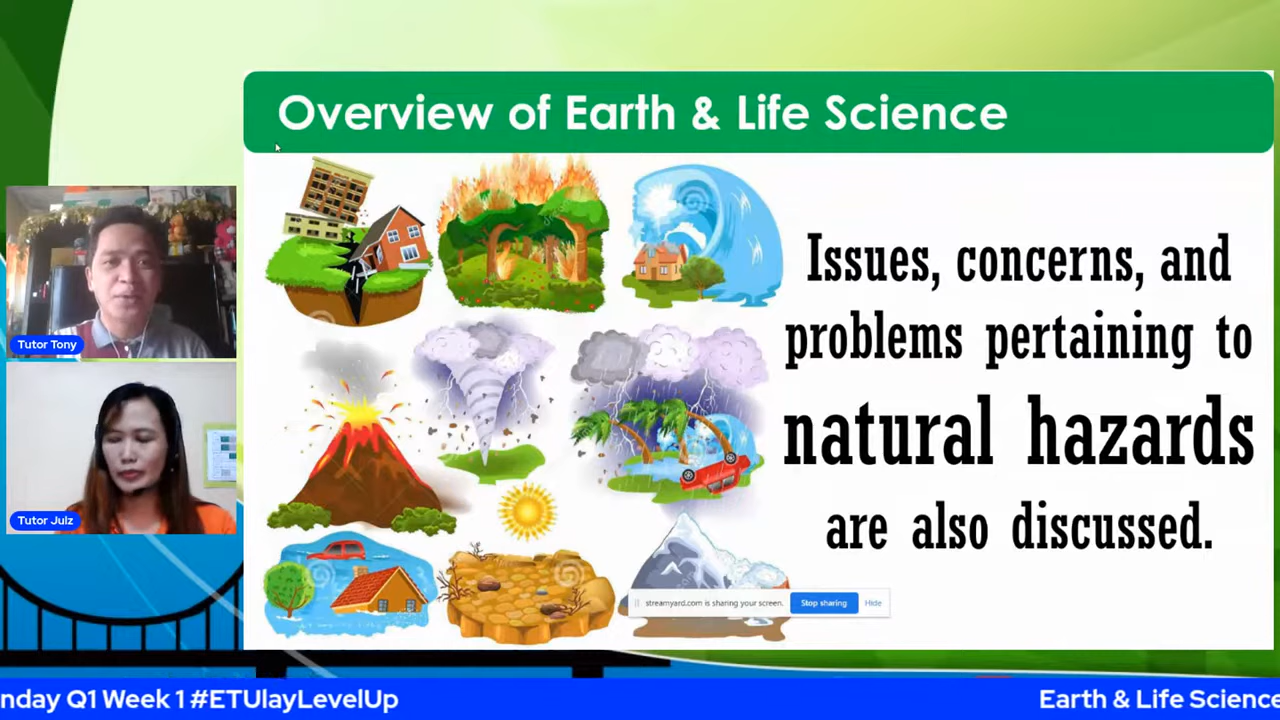 Overview of Earth & Life Science
Issues, concerns, and
problems pertaining to
natural hazards
are also discussed.
Tutor Tony
Tutor Julz
streamyard.com is sharing your screen.
Stop sharing
Hide
nday Q1 Week 1 #ETUlayLevelUp
Earth & Life Science